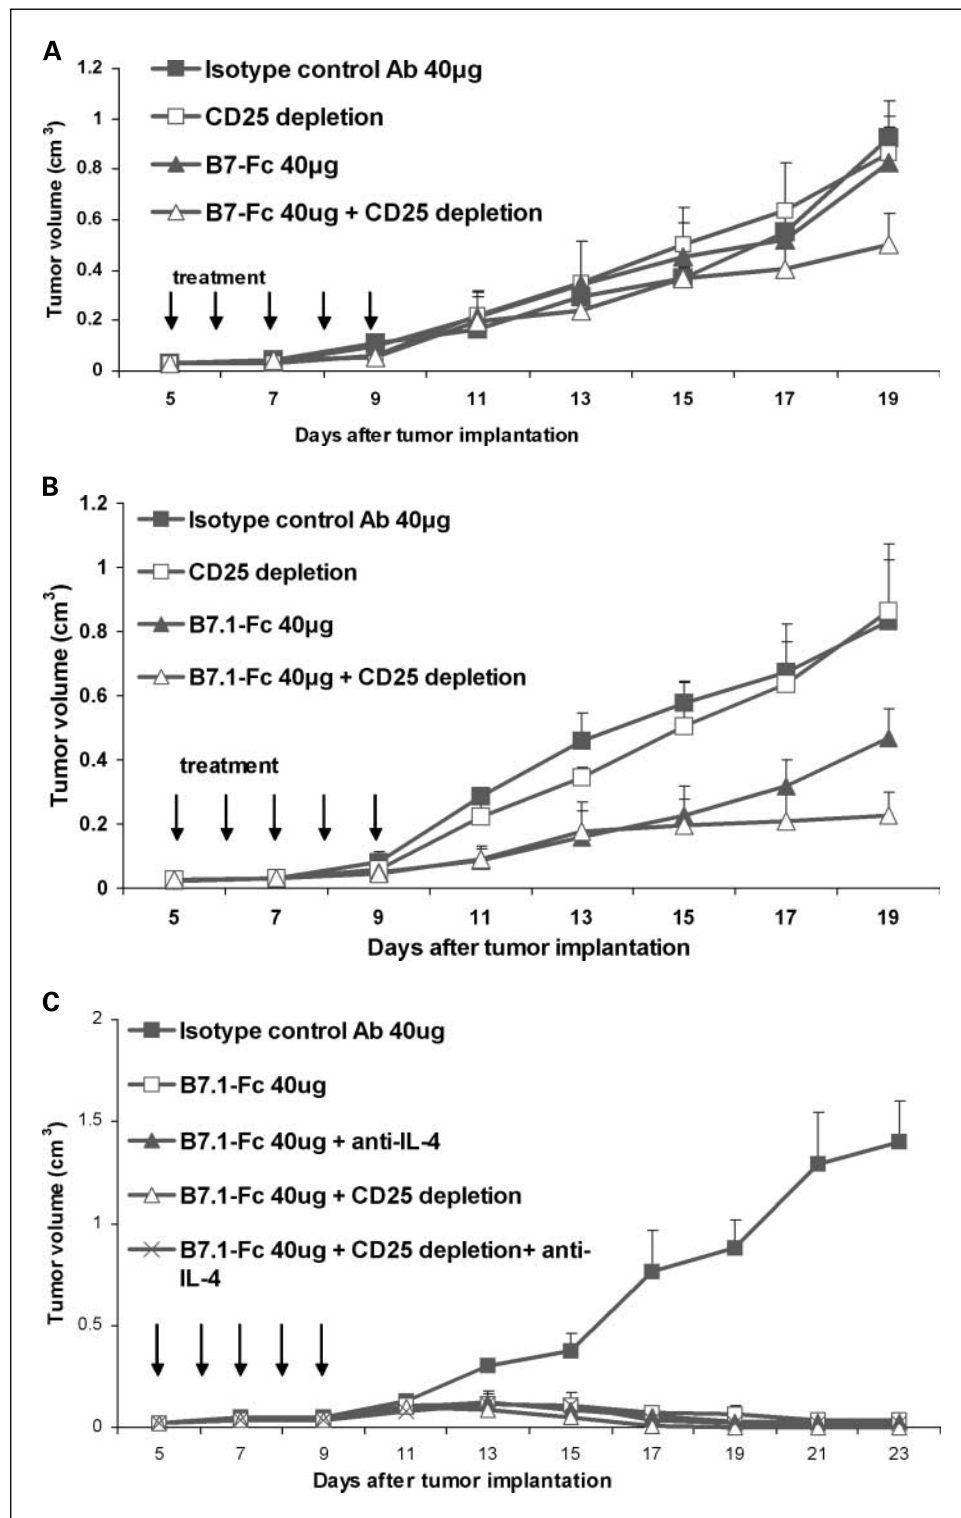 A
1.2
1
0.8
0.6
0.4
0.2
0
Tumor volume (cm³)
Isotype control Ab 40µg
CD25 depletion
B7-Fc 40µg
B7-Fc 40ug + CD25 depletion
treatment
5 7 9 11 13 15 17 19
Days after tumor implantation
B
1.2
1
0.8
0.6
0.4
0.2
0
Tumor volume (cm³)
Isotype control Ab 40µg
CD25 depletion
B7.1-Fc 40µg
B7.1-Fc 40µg + CD25 depletion
treatment
5 7 9 11 13 15 17 19
Days after tumor implantation
C
2
1.5
1
0.5
0
Tumor volume (cm³)
Isotype control Ab 40ug
B7.1-Fc 40ug
B7.1-Fc 40ug + anti-IL-4
B7.1-Fc 40ug + CD25 depletion
B7.1-Fc 40ug + CD25 depletion+ anti-
IL-4
5 7 9 11 13 15 17 19 21 23
Days after tumor implantation